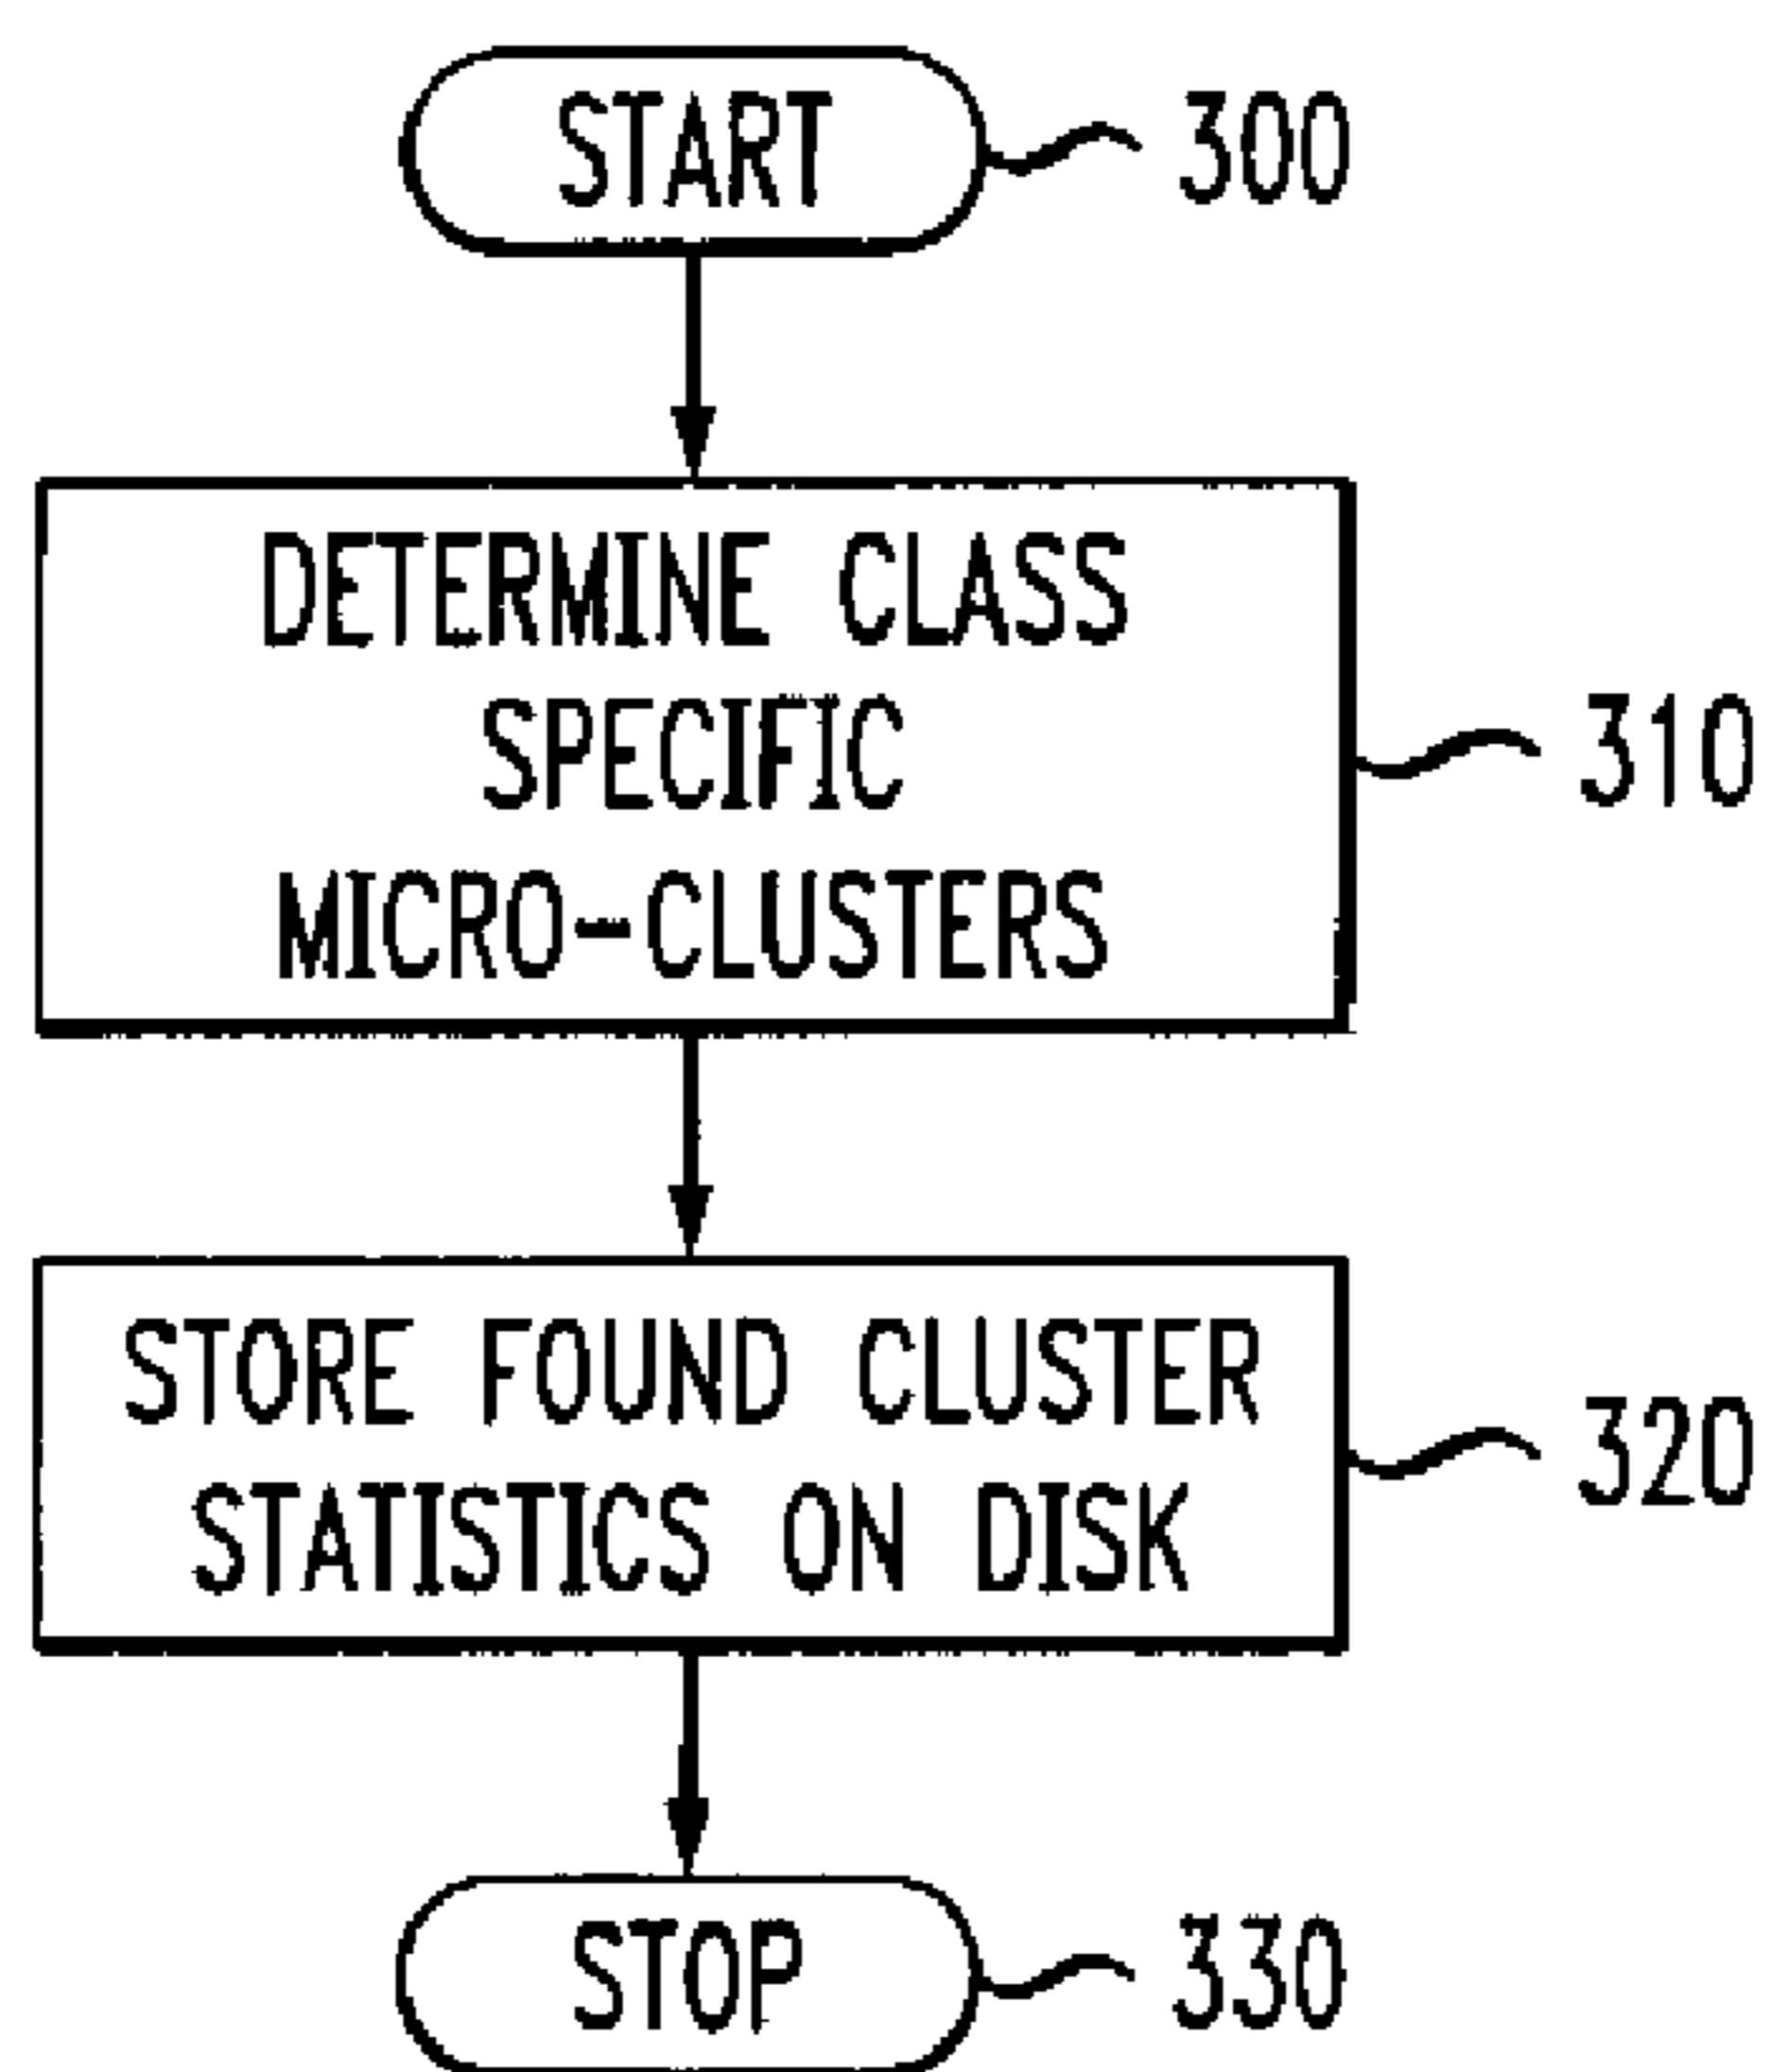 START 300
DETERMINE CLASS
SPECIFIC 310
MICRO-CLUSTERS
STORE FOUND CLUSTER
STATISTICS ON DISK 320
STOP 330